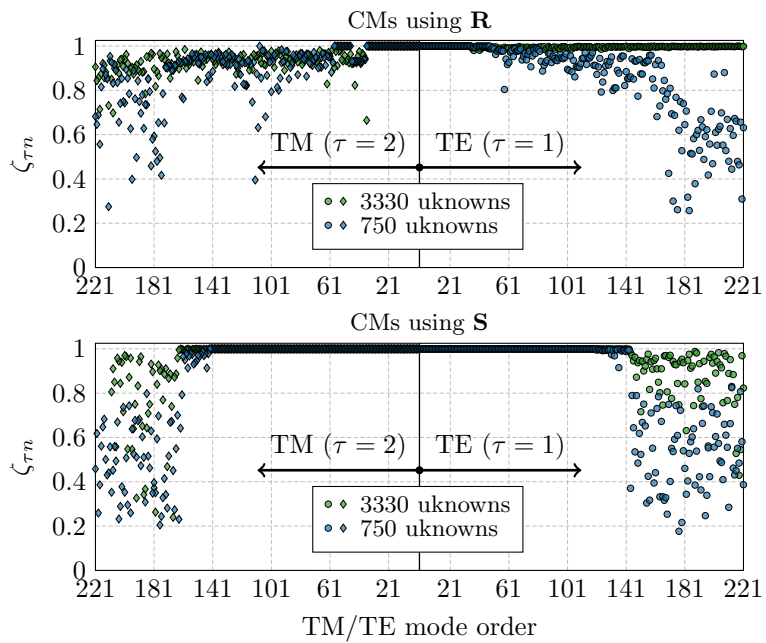 CMs using R
1
0.8
0.6
0.4
0.2
0
ζτn
TM (τ = 2) TE (τ = 1)
3330 uknowns
750 uknowns
221 181 141 101 61 21 21 61 101 141 181 221
CMs using S
1
0.8
0.6
0.4
0.2
0
ζτn
TM (τ = 2) TE (τ = 1)
3330 uknowns
750 uknowns
221 181 141 101 61 21 21 61 101 141 181 221
TM/TE mode order